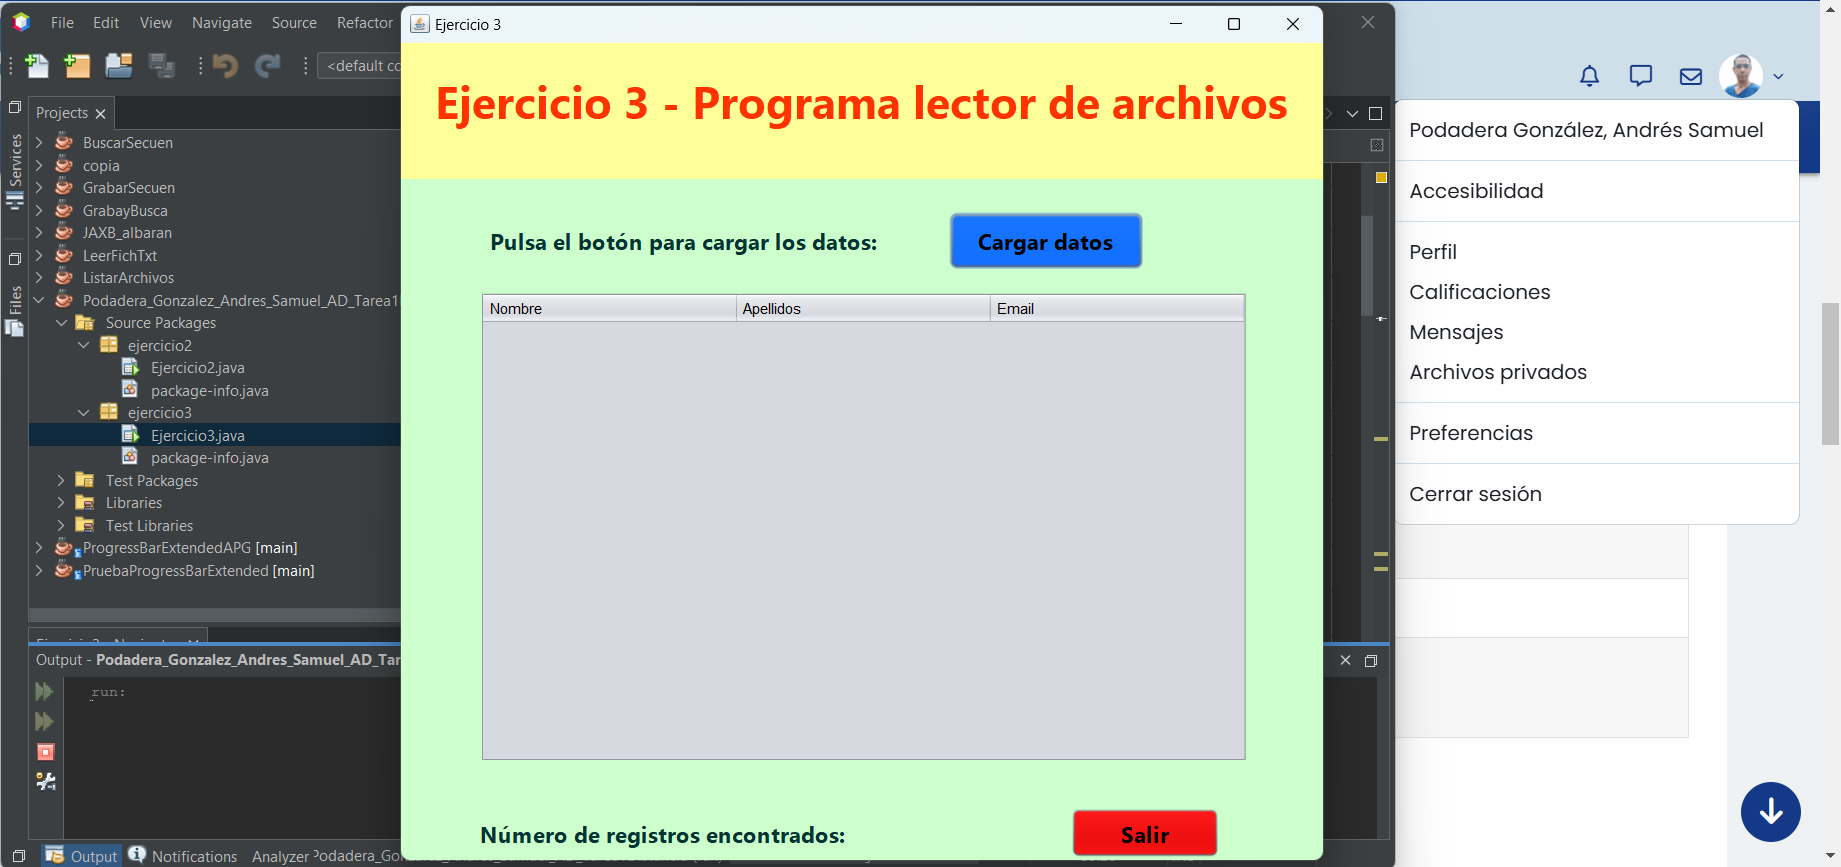 File Edit View Navigate Source Refactor
Ejercicio 3
<default co
Projects
Services
Files
BuscarSecuen
copia
GrabarSecuen
GrabayBusca
JAXB_albaran
LeerFichTxt
ListarArchivos
Podadera_Gonzalez_Andres_Samuel_AD_Tarea1
Source Packages
ejercicio2
Ejercicio2.java
package-info.java
ejercicio3
Ejercicio3.java
package-info.java
Test Packages
Libraries
Test Libraries
ProgressBarExtendedAPG [main]
PruebaProgressBarExtended [main]
Output - Podadera_Gonzalez_Andres_Samuel_AD_Tar
run:
Output Notifications Analyzer
Ejercicio 3 - Programa lector de archivos
Pulsa el botón para cargar los datos:
Cargar datos
Nombre Apellidos Email
Número de registros encontrados:
Salir
Podadera González, Andrés Samuel
Accesibilidad
Perfil
Calificaciones
Mensajes
Archivos privados
Preferencias
Cerrar sesión